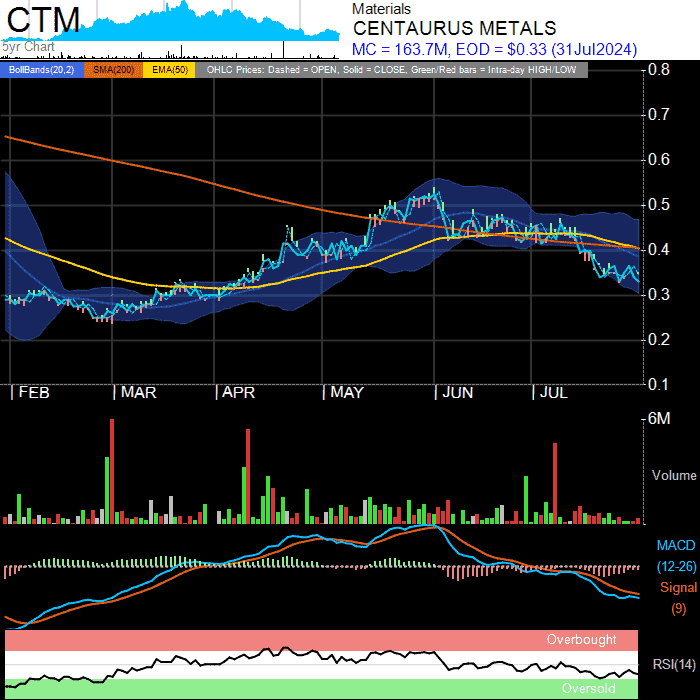 CTM
5yr Chart
Materials
CENTAURUS METALS
MC = 163.7M, EOD = $0.33 (31Jul2024)
BollBands(20,2) SMA(200) EMA(50) OHLC Prices: Dashed = OPEN, Solid = CLOSE, Green/Red bars = Intra-day HIGH/LOW
0.8
0.7
0.6
0.5
0.4
0.3
0.2
0.1
FEB MAR APR MAY JUN JUL
6M
Volume
MACD
(12-26)
Signal
(9)
Overbought
RSI(14)
Oversold